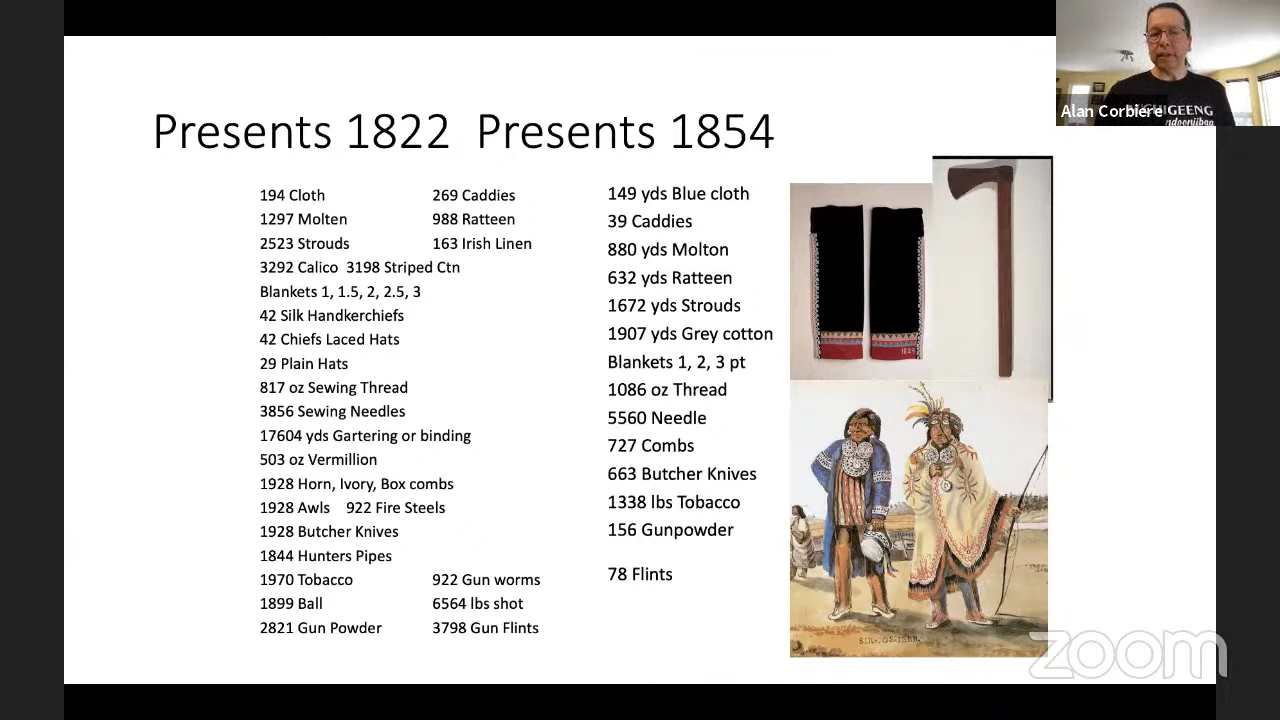 Presents 1822 Presents 1854
194 Cloth 269 Caddies
1297 Molten 988 Ratteen
2523 Strouds 163 Irish Linen
3292 Calico 3198 Striped Ctn
Blankets 1, 1.5, 2, 2.5, 3
42 Silk Handkerchiefs
42 Chiefs Laced Hats
29 Plain Hats
817 oz Sewing Thread
3856 Sewing Needles
17604 yds Gartering or binding
503 oz Vermillion
1928 Horn, Ivory, Box combs
1928 Awls 922 Fire Steels
1928 Butcher Knives
1844 Hunters Pipes
1970 Tobacco 922 Gun worms
1899 Ball 6564 lbs shot
2821 Gun Powder 3798 Gun Flints
149 yds Blue cloth
39 Caddies
880 yds Molton
632 yds Ratteen
1672 yds Strouds
1907 yds Grey cotton
Blankets 1, 2, 3 pt
1086 oz Thread
5560 Needle
727 Combs
663 Butcher Knives
1338 lbs Tobacco
156 Gunpowder
78 Flints
Alan Corbiere
zoom